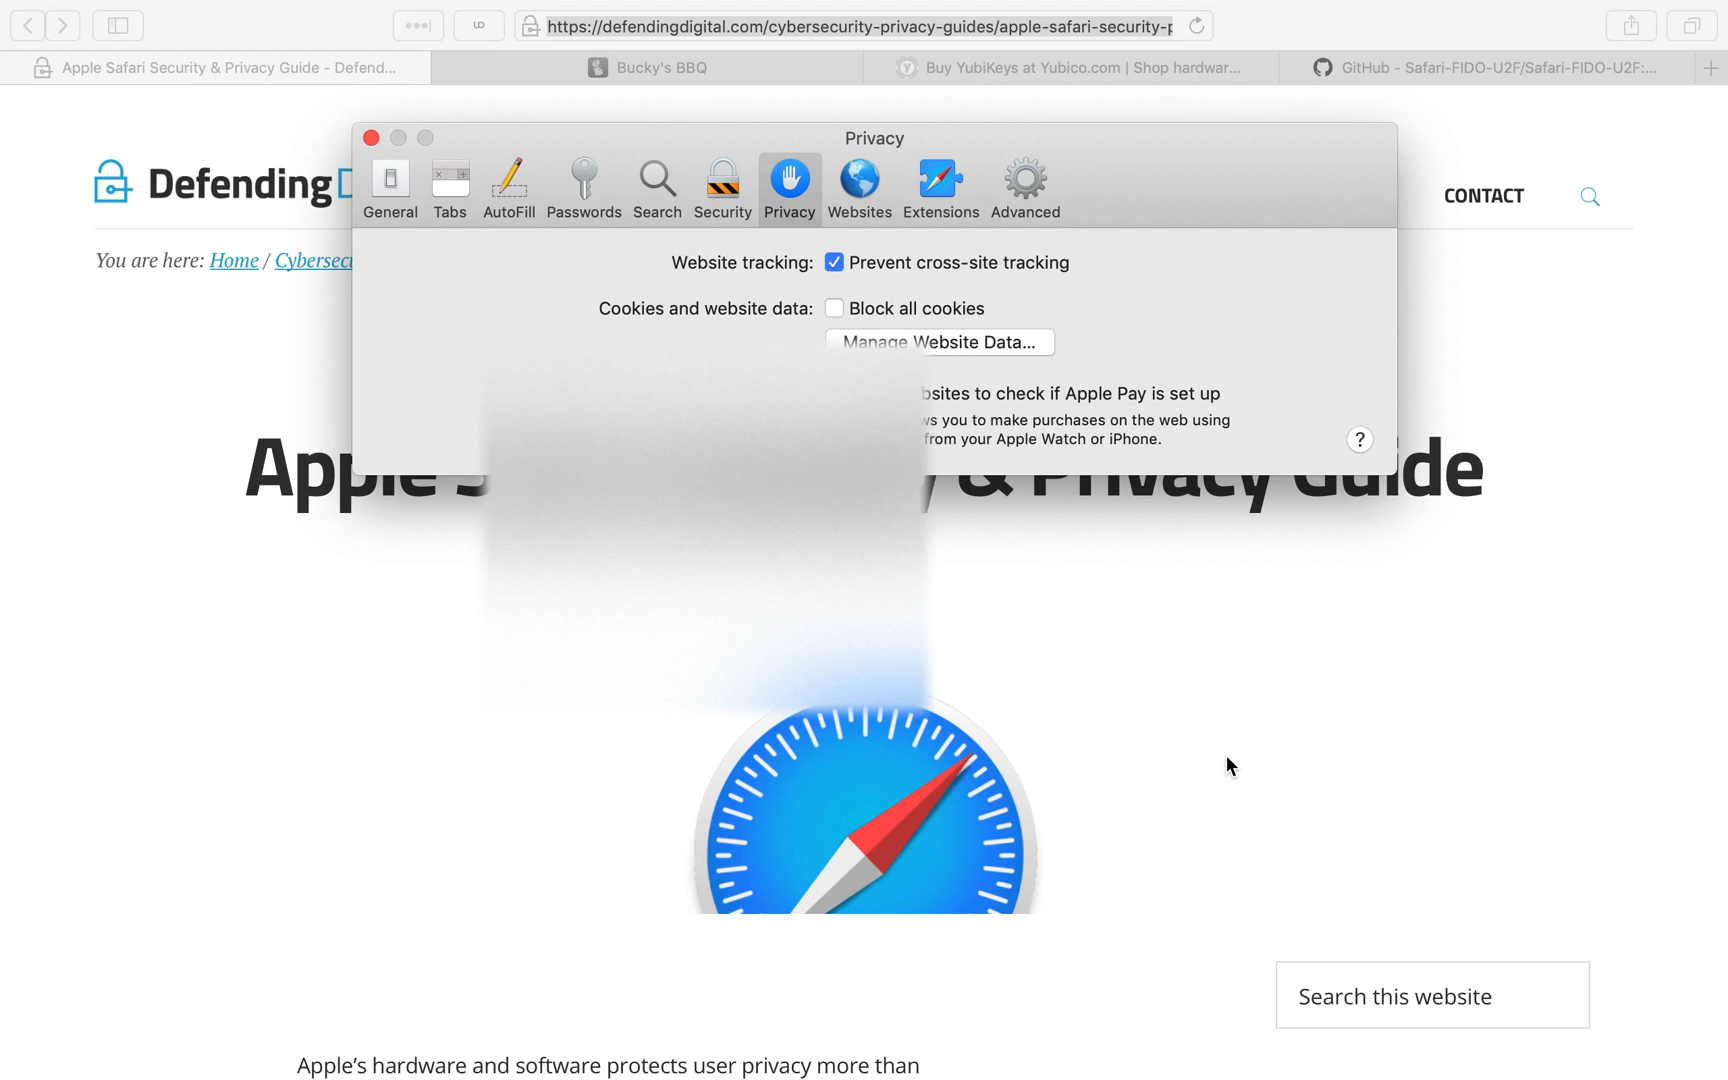 https://defendingdigital.com/cybersecurity-privacy-guides/apple-safari-security-p
Apple Safari Security & Privacy Guide - Defend...
Bucky's BBQ
Buy YubiKeys at Yubico.com | Shop hardwar...
GitHub - Safari-FIDO-U2F/Safari-FIDO-U2F:...
Privacy
General
Tabs
AutoFill
Passwords
Search
Security
Privacy
Websites
Extensions
Advanced
Defending
CONTACT
You are here: Home / Cybersecu
Website tracking: Prevent cross-site tracking
Cookies and website data: Block all cookies
Manage Website Data...
bsites to check if Apple Pay is set up
ws you to make purchases on the web using
from your Apple Watch or iPhone.
?
Apple S & Privacy Guide
Search this website
Apple’s hardware and software protects user privacy more than